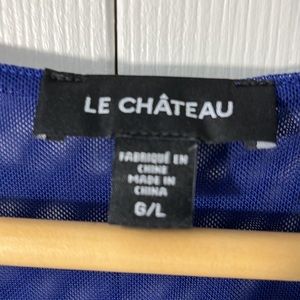 LE CHÂTEAU
FABRIQUÉ EN
CHINE
MADE IN
CHINA
G/L